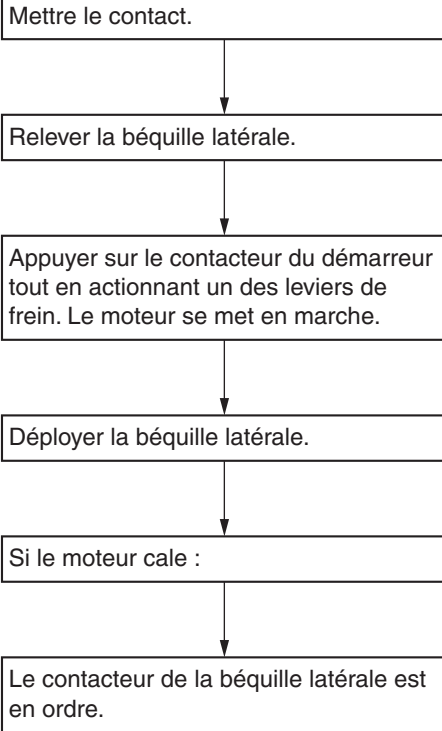 Mettre le contact.
Relever la béquille latérale.
Appuyer sur le contacteur du démarreur
tout en actionnant un des leviers de
frein. Le moteur se met en marche.
Déployer la béquille latérale.
Si le moteur cale :
Le contacteur de la béquille latérale est
en ordre.